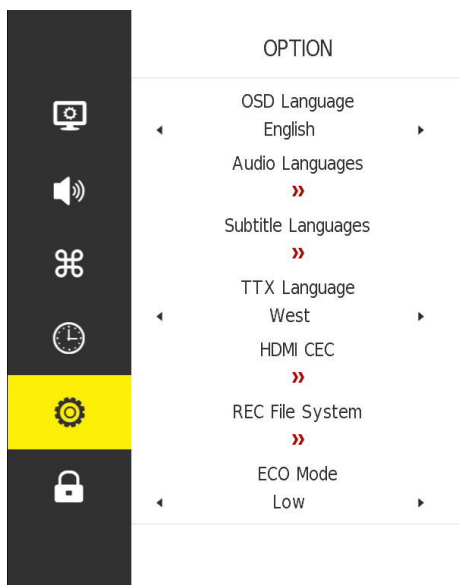 OPTION
OSD Language
English
Audio Languages
»
Subtitle Languages
»
TTX Language
West
HDMI CEC
»
REC File System
»
ECO Mode
Low